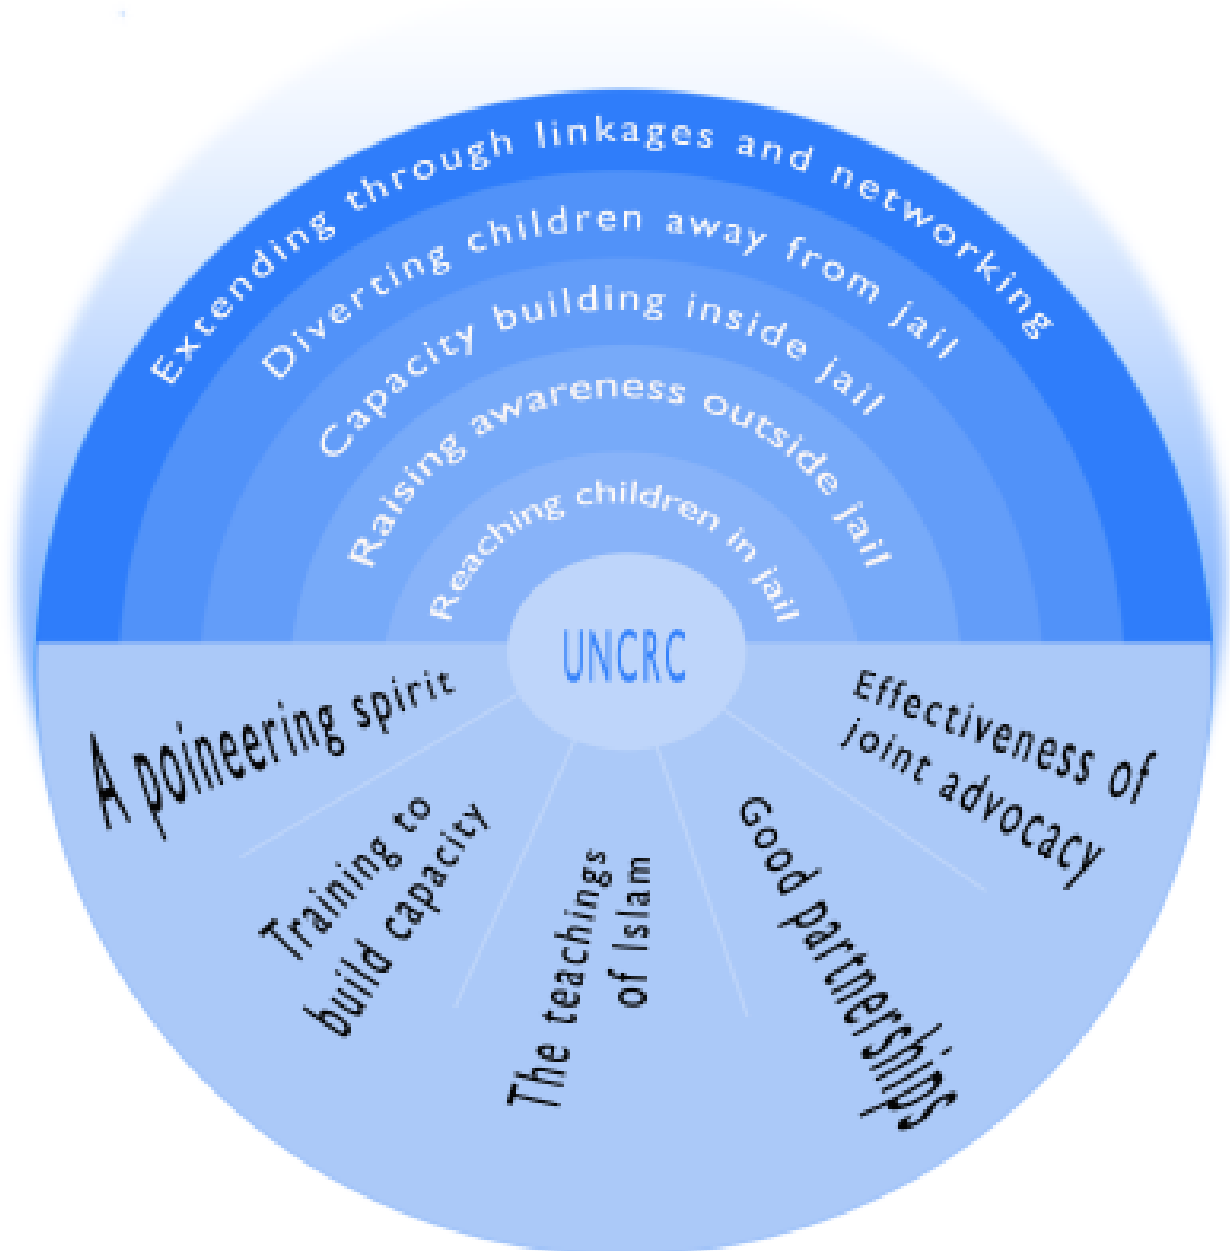 Extending through linkages and networking
Diverting children away from jail
Capacity building inside jail
Raising awareness outside jail
Reaching children in jail
UNCRC
A poineering spirit
Training to
build capacity
The teachings
of Islam
Good partnerships
Effectiveness of
joint advocacy